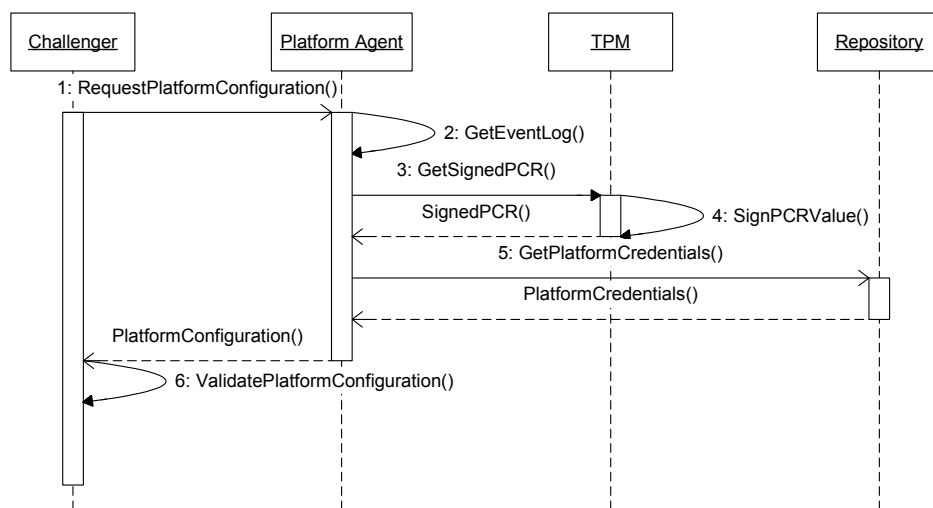 Challenger
Platform Agent
TPM
Repository
1: RequestPlatformConfiguration()
2: GetEventLog()
3: GetSignedPCR()
SignedPCR()
4: SignPCRValue()
5: GetPlatformCredentials()
PlatformCredentials()
PlatformConfiguration()
6: ValidatePlatformConfiguration()